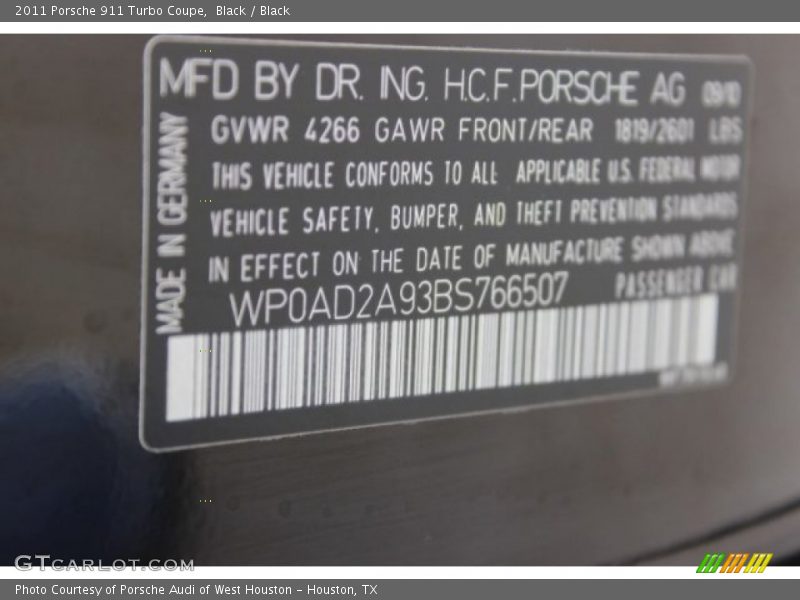 2011 Porsche 911 Turbo Coupe, Black / Black
MFD BY DR. ING. H.C.F. PORSCHE AG 09/10
GVWR 4266 GAWR FRONT/REAR 1819/2601 LBS
THIS VEHICLE CONFORMS TO ALL APPLICABLE U.S. FEDERAL MOTOR
VEHICLE SAFETY, BUMPER, AND THEFT PREVENTION STANDARDS
IN EFFECT ON THE DATE OF MANUFACTURE SHOWN ABOVE
WP0AD2A93BS766507 PASSENGER CAR
MADE IN GERMANY
GTCARLOT.COM
Photo Courtesy of Porsche Audi of West Houston - Houston, TX